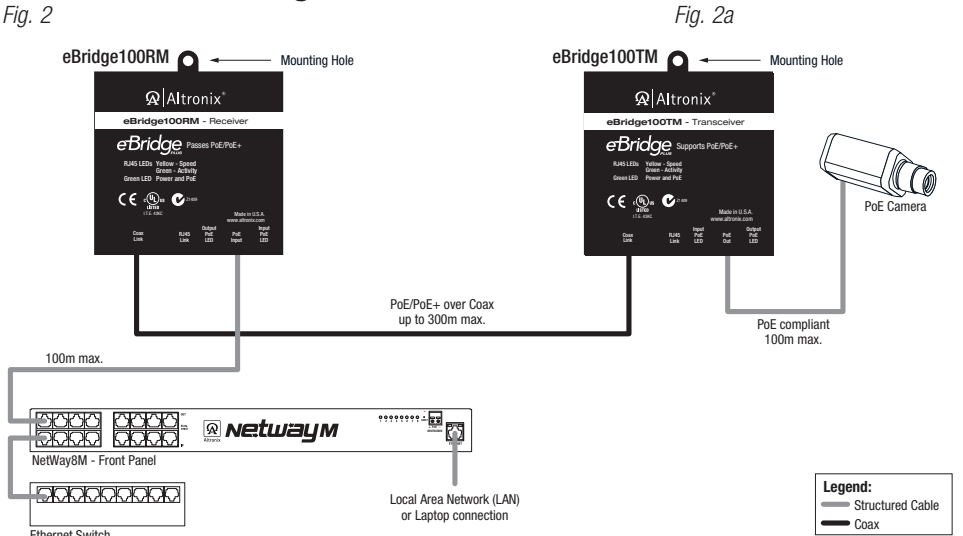 Fig. 2
Fig. 2a
eBridge100RM
Mounting Hole
Altronix®
eBridge100RM - Receiver
eBridge PLUS Passes PoE/PoE+
RJ45 LEDs Yellow - Speed
Green - Activity
Green LED Power and PoE
Made in U.S.A.
www.altronix.com
Coax Link
RJ45 Link
Output PoE LED
PoE Input
Input PoE LED
eBridge100TM
Mounting Hole
Altronix®
eBridge100TM - Transceiver
eBridge PLUS Supports PoE/PoE+
RJ45 LEDs Yellow - Speed
Green - Activity
Green LED Power and PoE
Made in U.S.A.
www.altronix.com
Coax Link
RJ45 Link
Input PoE LED
PoE Out
Output PoE LED
PoE Camera
PoE/PoE+ over Coax
up to 300m max.
PoE compliant
100m max.
100m max.
Altronix
NetWay M
NetWay8M - Front Panel
Ethernet Switch
Local Area Network (LAN)
or Laptop connection
Legend:
Structured Cable
Coax